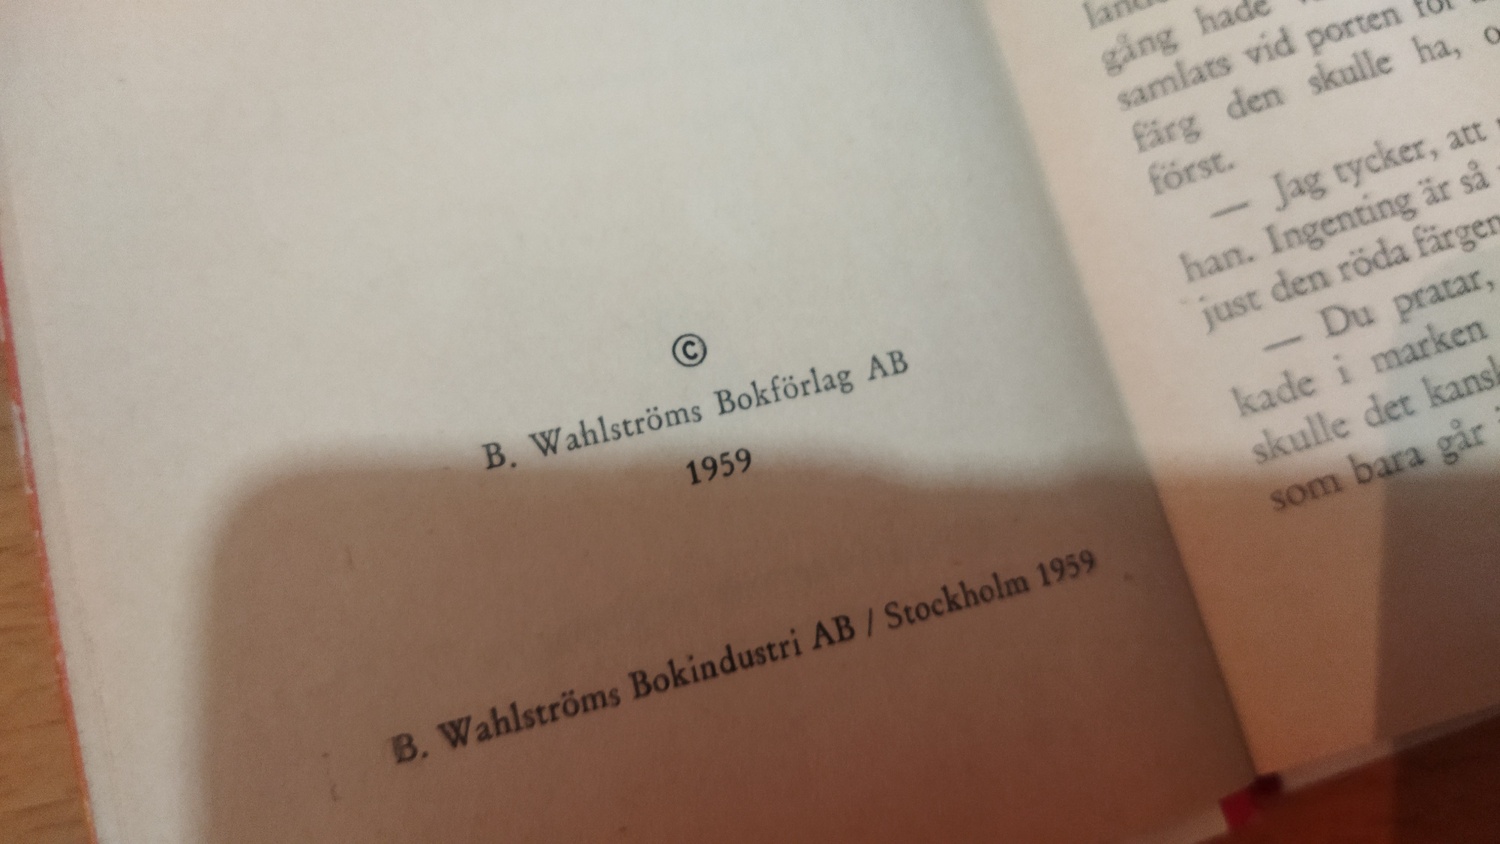 ©
B. Wahlströms Bokförlag AB
1959
B. Wahlströms Bokindustri AB / Stockholm 1959
gång hade
samlats vid porten för
färg den skulle ha,
först.
— Jag tycker, att
han. Ingenting är så
just den röda färgen
— Du pratar,
kade i marken
skulle det
som bara går